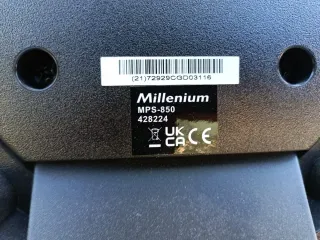 (21)72929CGD03116
Millenium
MPS-850
428224
UK
CA CE